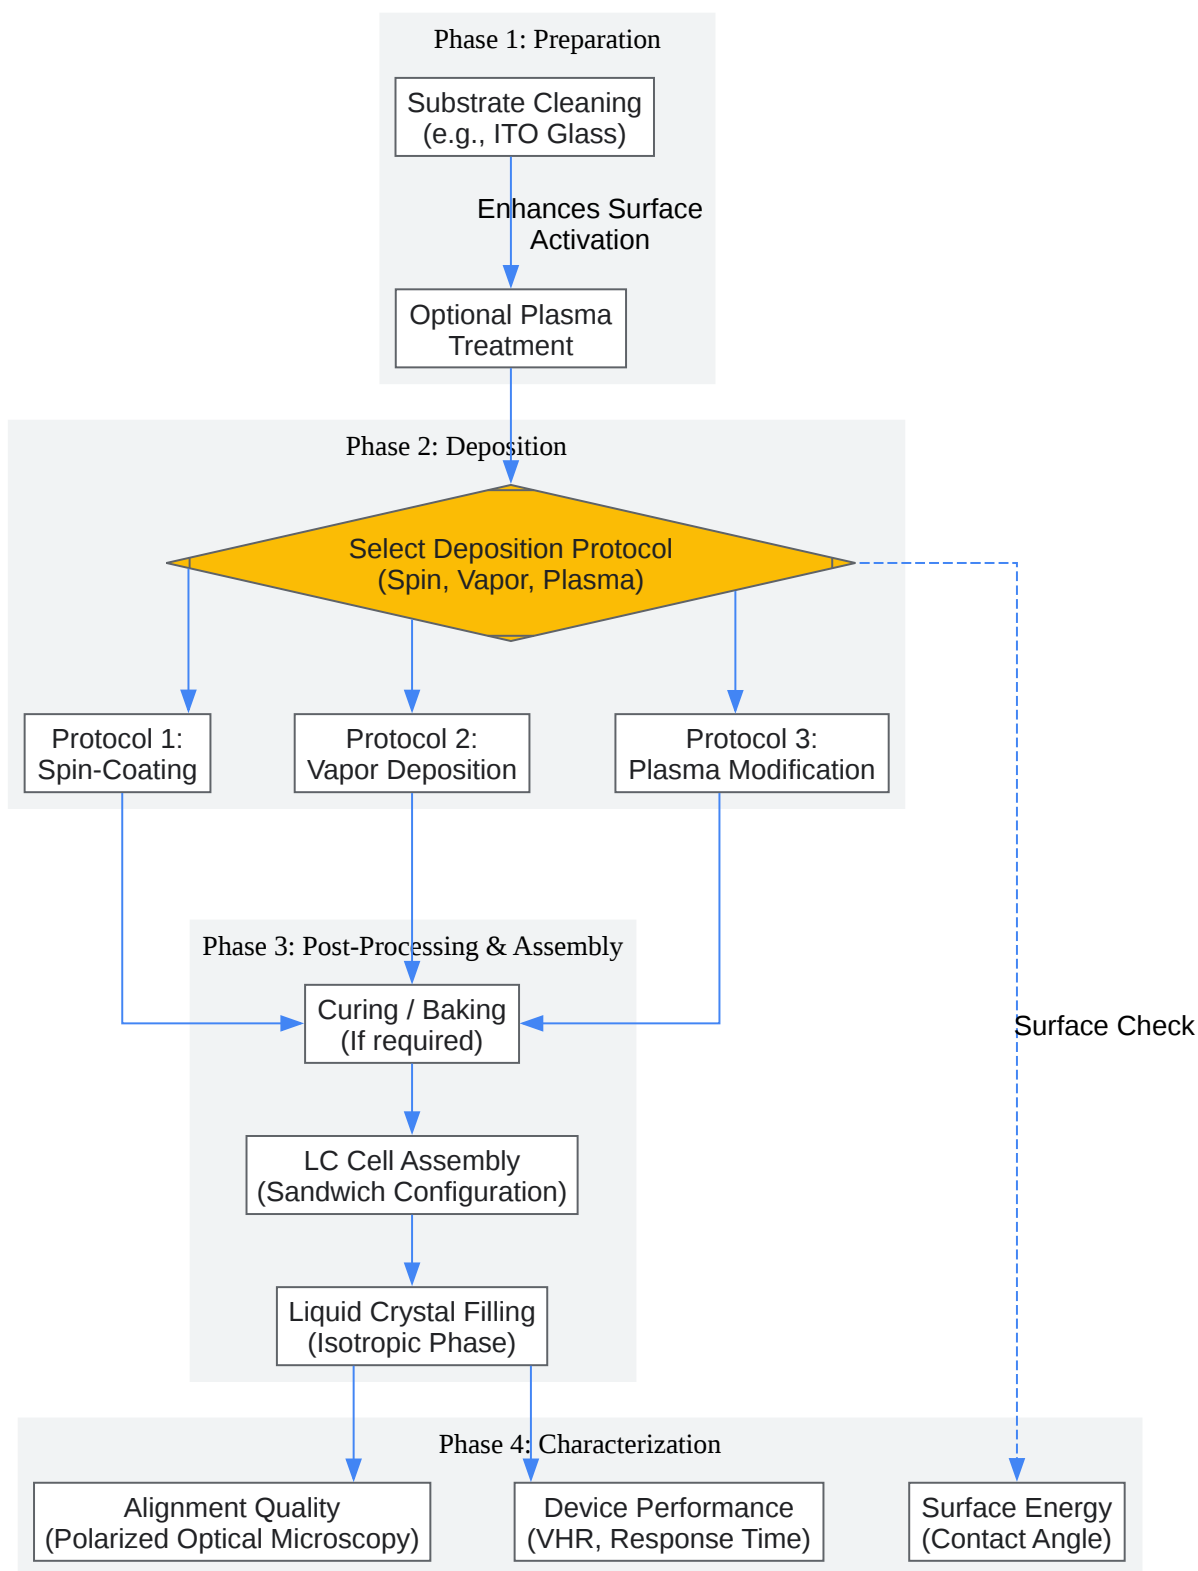 Phase 1: Preparation
Substrate Cleaning
(e.g., ITO Glass)
Enhances Surface
Activation
Optional Plasma
Treatment
Phase 2: Deposition
Select Deposition Protocol
(Spin, Vapor, Plasma)
Protocol 1:
Spin-Coating
Protocol 2:
Vapor Deposition
Protocol 3:
Plasma Modification
Phase 3: Post-Processing & Assembly
Curing / Baking
(If required)
Surface Check
LC Cell Assembly
(Sandwich Configuration)
Liquid Crystal Filling
(Isotropic Phase)
Phase 4: Characterization
Alignment Quality
(Polarized Optical Microscopy)
Device Performance
(VHR, Response Time)
Surface Energy
(Contact Angle)